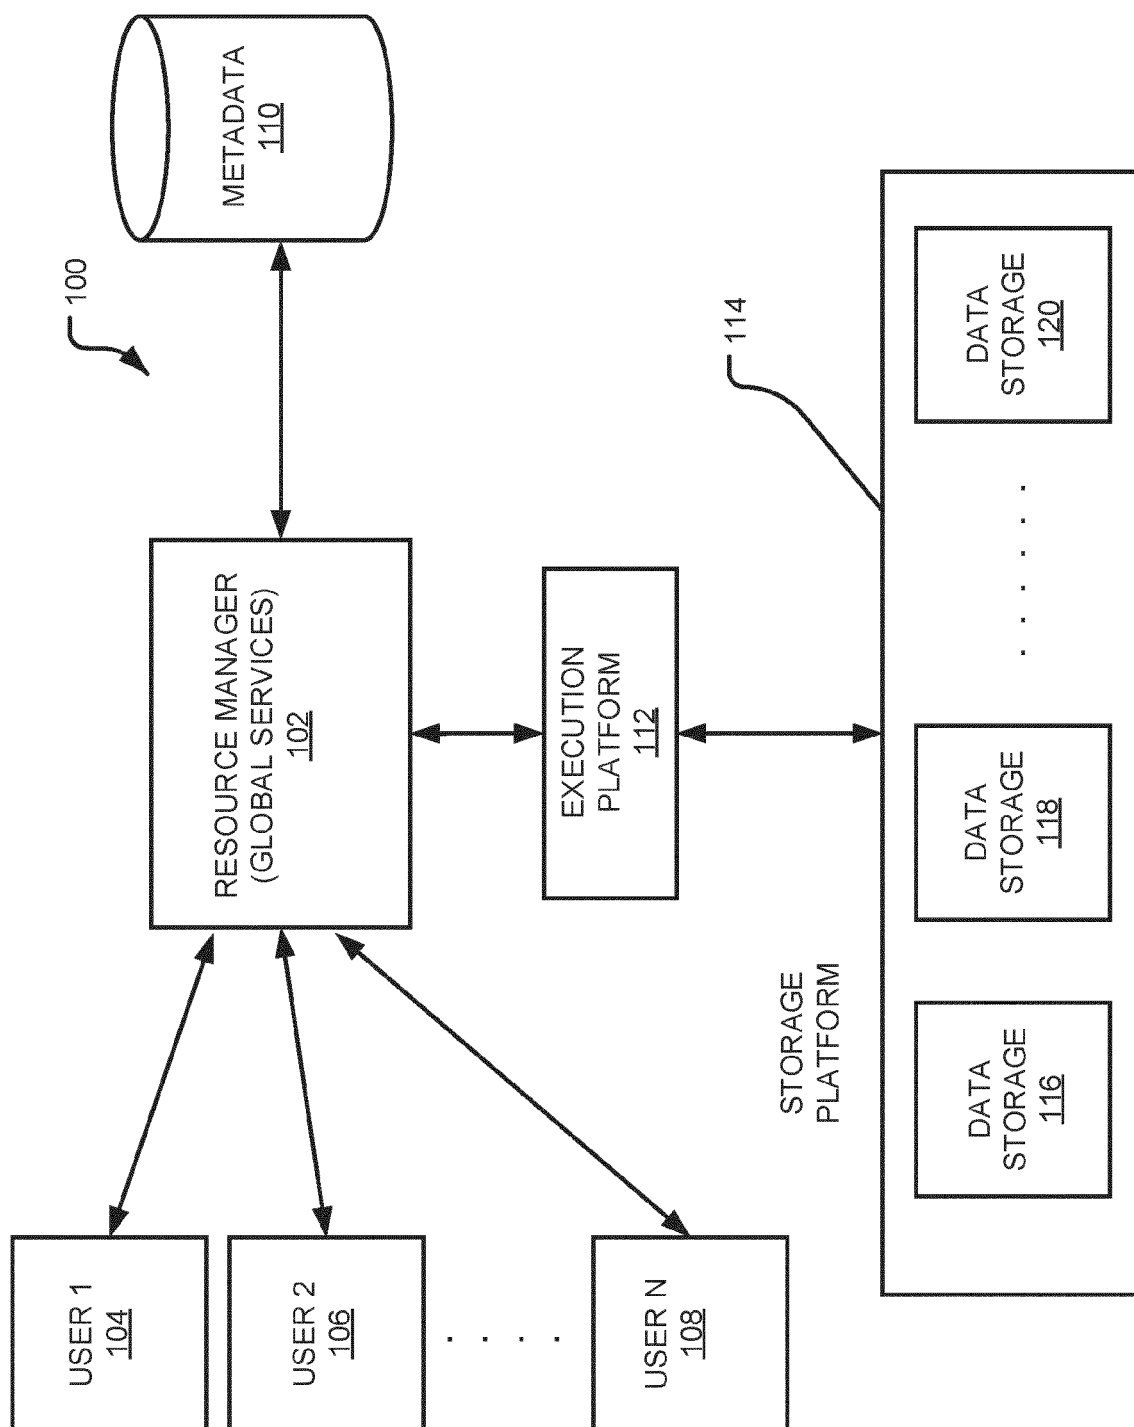 100
USER 1
104
USER 2
106
. . . .
USER N
108
RESOURCE MANAGER
(GLOBAL SERVICES)
102
METADATA
110
EXECUTION
PLATFORM
112
STORAGE
PLATFORM
114
DATA
STORAGE
116
DATA
STORAGE
118
. . . . . .
DATA
STORAGE
120